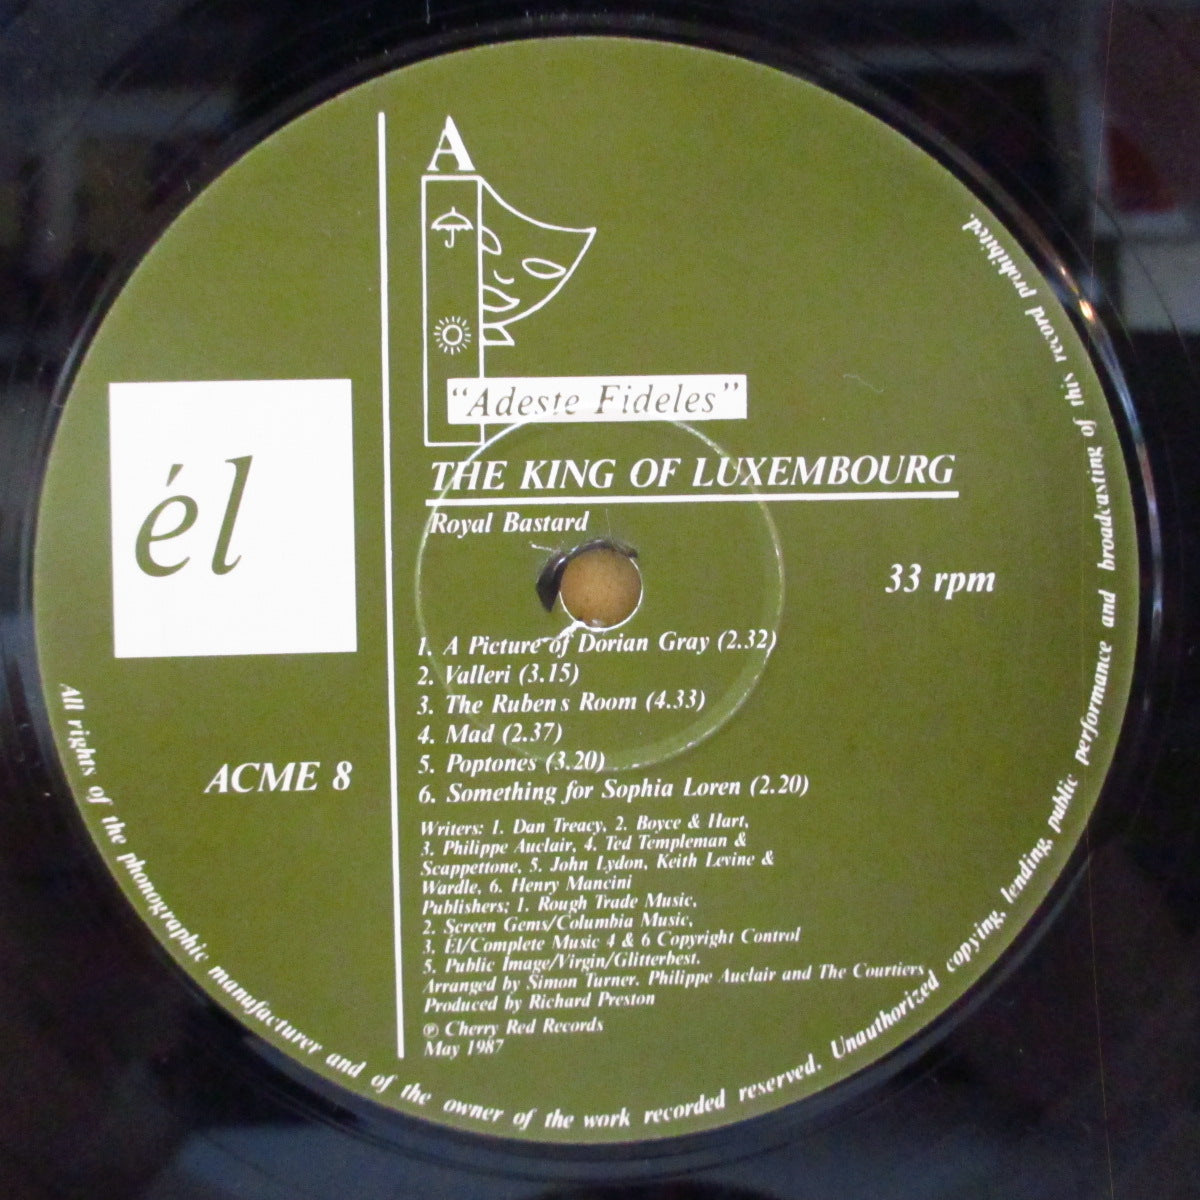 A
"Adeste Fideles"
él
THE KING OF LUXEMBOURG
Royal Bastard
33 rpm
1. A Picture of Dorian Gray (2.32)
2. Valleri (3.15)
3. The Ruben s Room (4.33)
4. Mad (2.37)
5. Poptones (3.20)
6. Something for Sophia Loren (2.20)
ACME 8
Writers: 1. Dan Treacy, 2. Boyce & Hart,
3. Philippe Auclair, 4. Ted Templeman &
Scappettone, 5. John Lydon, Keith Levine &
Wardle, 6. Henry Mancini
Publishers; 1. Rough Trade Music,
2. Screen Gems/Columbia Music,
3. Él/Complete Music 4 & 6 Copyright Control
5. Public Image/Virgin/Glitterbest.
Arranged by Simon Turner. Philippe Auclair and The Courtiers
Produced by Richard Preston
℗ Cherry Red Records
May 1987
All rights of the phonographic manufacturer and of the owner of the work recorded reserved. Unauthorized copying, lending, public performance and broadcasting of this record prohibited.